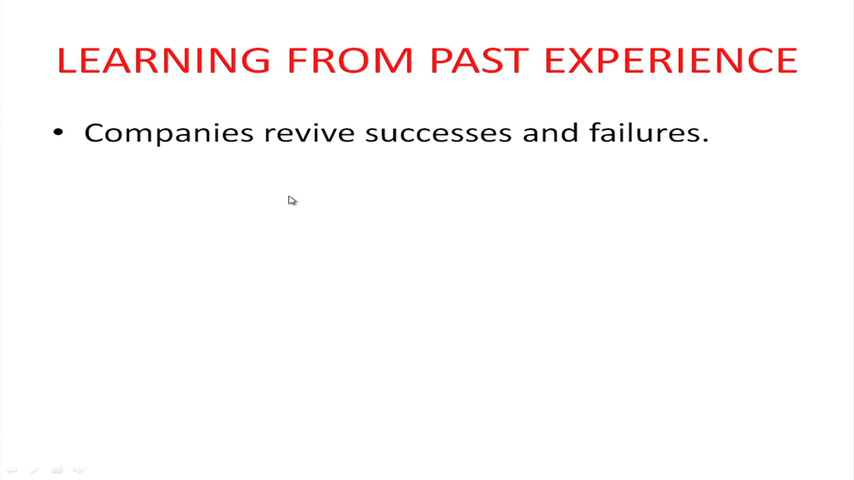 LEARNING FROM PAST EXPERIENCE
• Companies revive successes and failures.